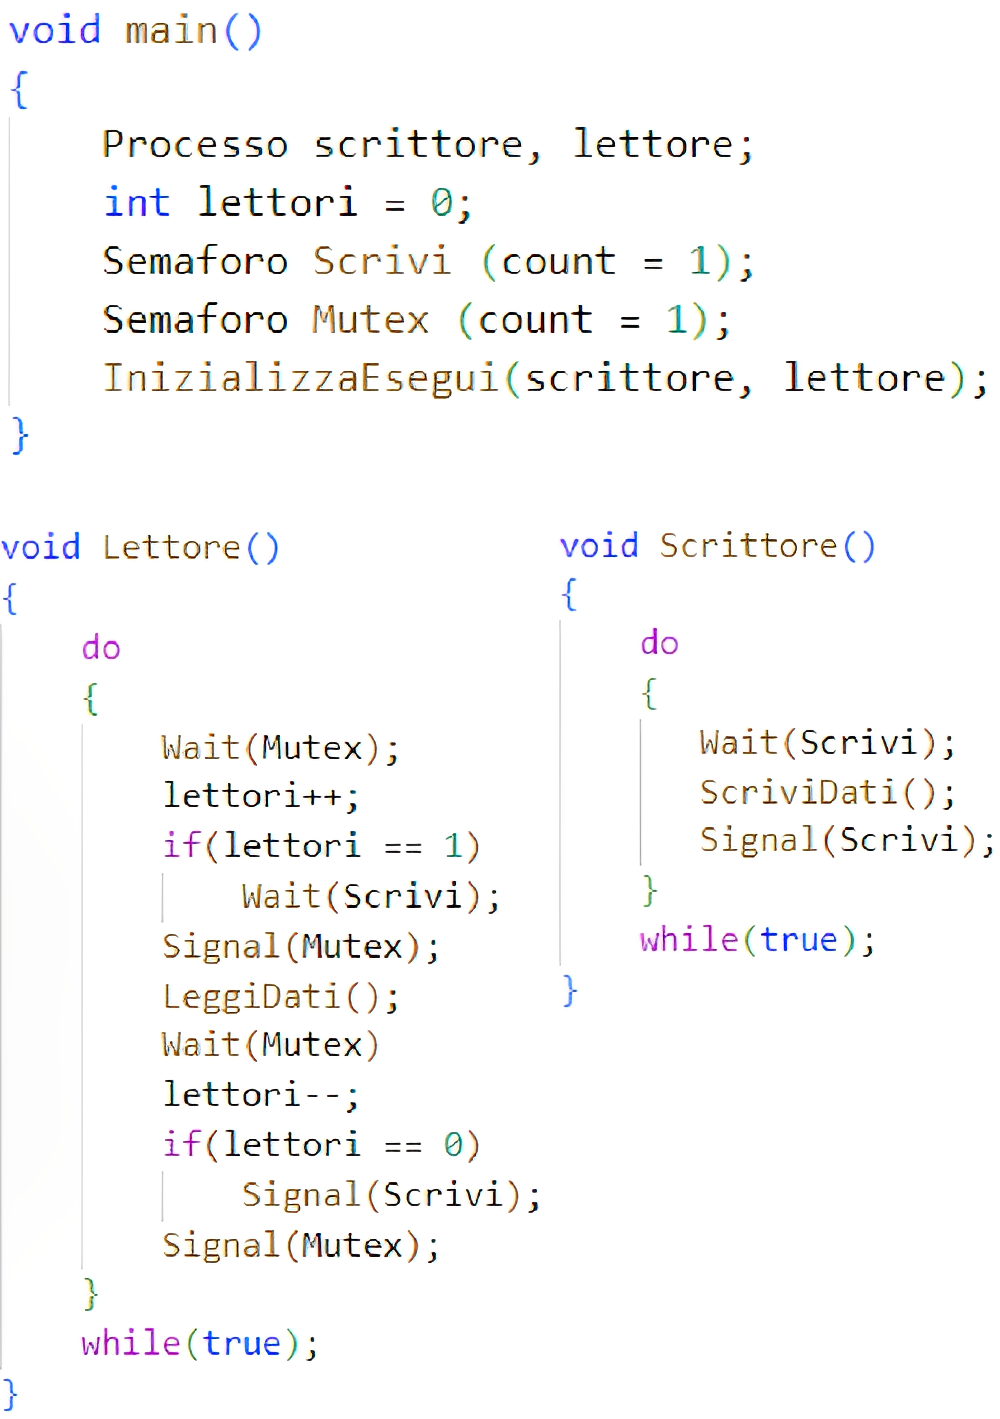 void main()
{
Processo scrittore, lettore;
int lettori = 0;
Semaforo Scrivi (count = 1);
Semaforo Mutex (count = 1);
InizializzaEsegui(scrittore, lettore);
}
void Lettore()
{
do
{
Wait(Mutex);
lettori++;
if(lettori == 1)
Wait(Scrivi);
Signal(Mutex);
LeggiDati();
Wait(Mutex)
lettori--;
if(lettori == 0)
Signal(Scrivi);
Signal(Mutex);
}
while(true);
}
void Scrittore()
{
do
{
Wait(Scrivi);
ScriviDati();
Signal(Scrivi);
}
while(true);
}